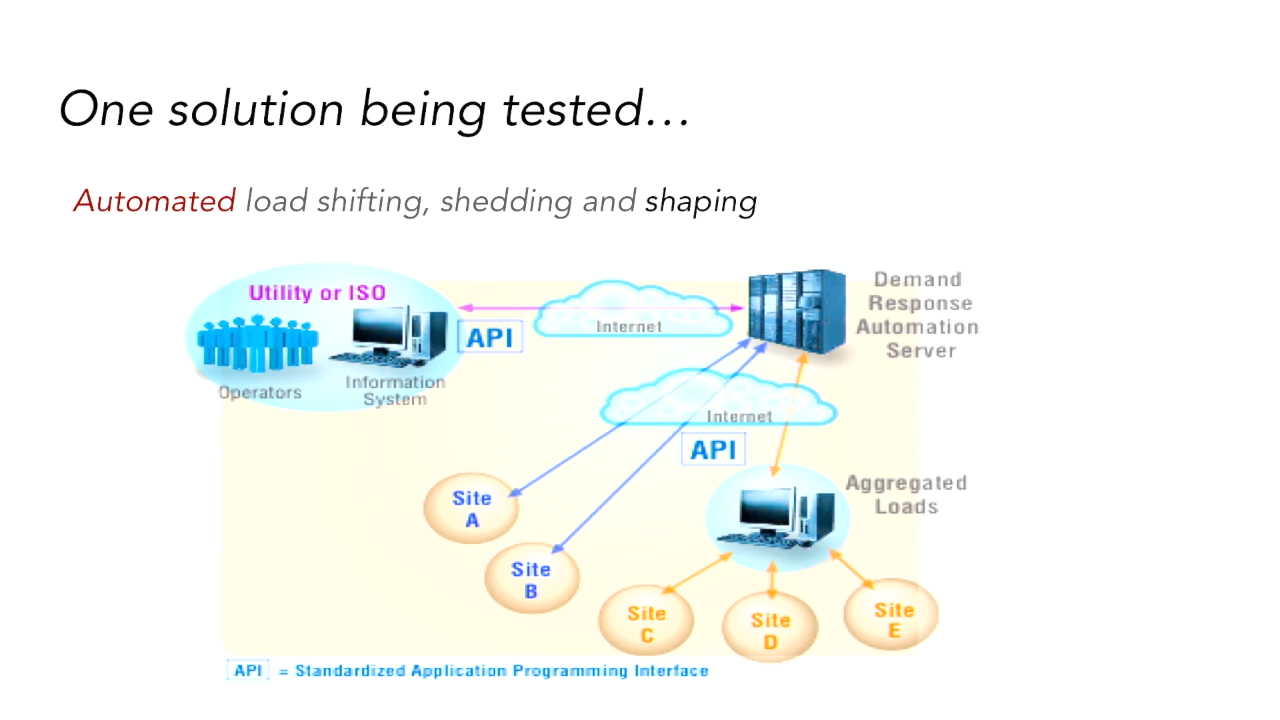 One solution being tested…
Automated load shifting, shedding and shaping
Utility or ISO
Operators
Information
System
API
Internet
Demand
Response
Automation
Server
Internet
API
Aggregated
Loads
Site
A
Site
B
Site
C
Site
D
Site
E
API = Standardized Application Programming Interface